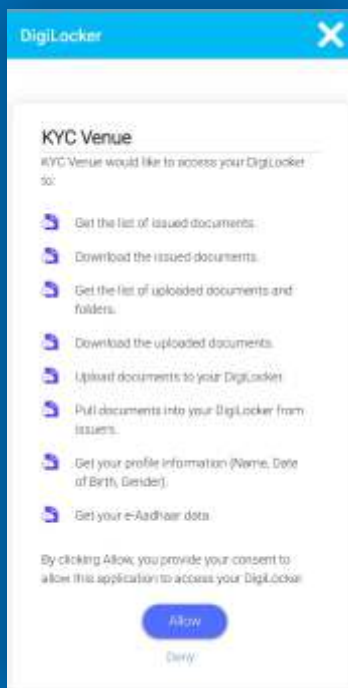 DigiLocker
KYC Venue
KYC Venue would like to access your DigiLocker
to:
Get the list of issued documents.
Download the issued documents.
Get the list of uploaded documents and
folders.
Download the uploaded documents.
Upload documents to your DigiLocker.
Pull documents into your DigiLocker from
issuers.
Get your profile information (Name, Date
of Birth, Gender).
Get your e-Aadhaar data.
By clicking Allow, you provide your consent to
allow this application to access your DigiLocker.
Allow
Deny